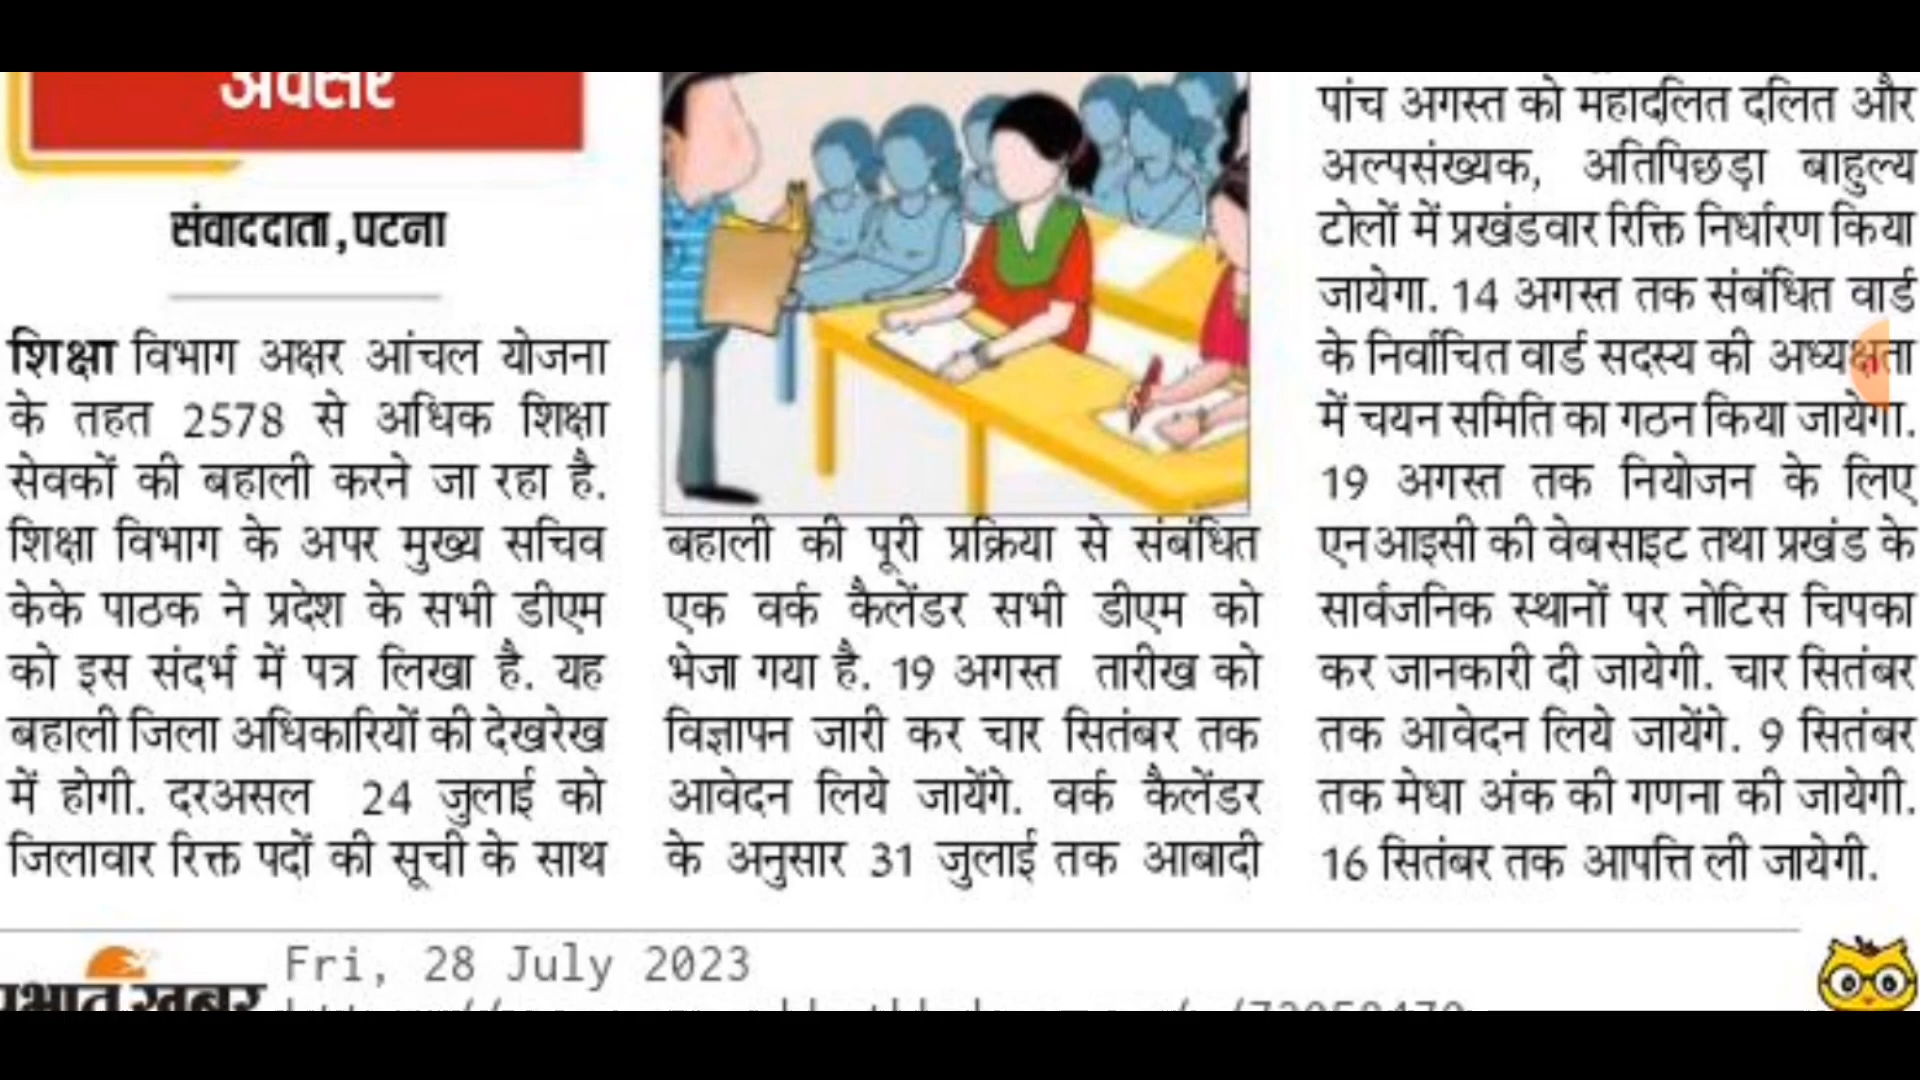 अवसर
संवाददाता, पटना
शिक्षा विभाग अक्षर आंचल योजना
के तहत 2578 से अधिक शिक्षा
सेवकों की बहाली करने जा रहा है.
शिक्षा विभाग के अपर मुख्य सचिव
केके पाठक ने प्रदेश के सभी डीएम
को इस संदर्भ में पत्र लिखा है. यह
बहाली जिला अधिकारियों की देखरेख
में होगी. दरअसल 24 जुलाई को
जिलावार रिक्त पदों की सूची के साथ
बहाली की पूरी प्रक्रिया से संबंधित
एक वर्क कैलेंडर सभी डीएम को
भेजा गया है. 19 अगस्त तारीख को
विज्ञापन जारी कर चार सितंबर तक
आवेदन लिये जायेंगे. वर्क कैलेंडर
के अनुसार 31 जुलाई तक आबादी
पांच अगस्त को महादलित दलित और
अल्पसंख्यक, अतिपिछड़ा बाहुल्य
टोलों में प्रखंडवार रिक्ति निर्धारण किया
जायेगा. 14 अगस्त तक संबंधित वार्ड
के निर्वाचित वार्ड सदस्य की अध्यक्षता
में चयन समिति का गठन किया जायेगा.
19 अगस्त तक नियोजन के लिए
एनआइसी की वेबसाइट तथा प्रखंड के
सार्वजनिक स्थानों पर नोटिस चिपका
कर जानकारी दी जायेगी. चार सितंबर
तक आवेदन लिये जायेंगे. 9 सितंबर
तक मेधा अंक की गणना की जायेगी.
16 सितंबर तक आपत्ति ली जायेगी.
Fri, 28 July 2023
प्रभात खबर